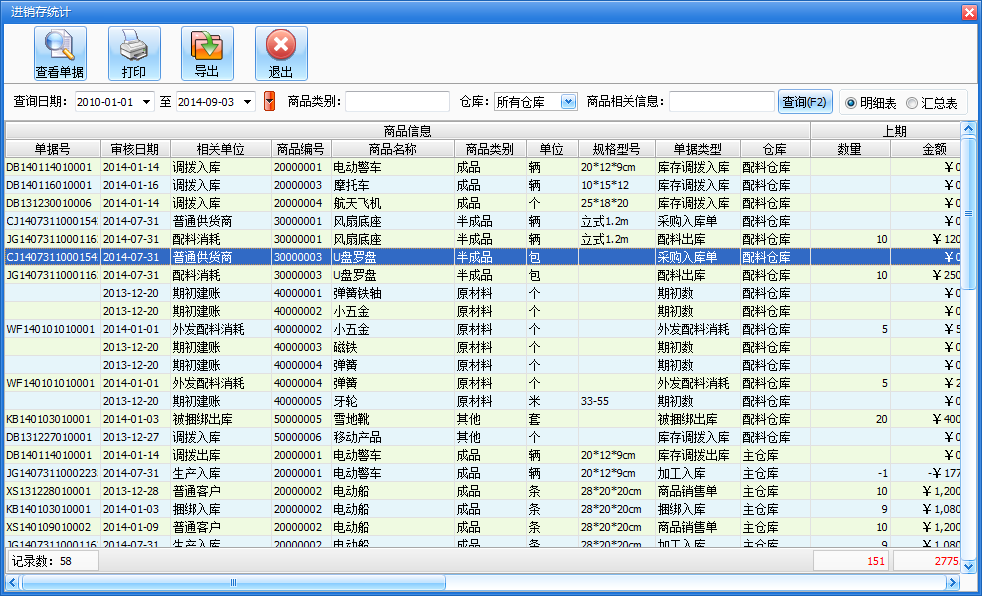 进销存统计
查看单据 打印 导出 退出
查询日期: 2010-01-01 至 2014-09-03 商品类别: 仓库: 所有仓库 商品相关信息: 查询(F2) 明细表 汇总表
商品信息 上期
单据号 审核日期 相关单位 商品编号 商品名称 商品类别 单位 规格型号 单据类型 仓库 数量 金额
DB140114010001 2014-01-14 调拨入库 20000001 电动警车 成品 辆 20*12*9cm 库存调拨入库 配料仓库 ￥0
DB140116010001 2014-01-16 调拨入库 20000003 摩托车 成品 辆 10*15*12 库存调拨入库 配料仓库 ￥0
DB131230010006 2014-01-14 调拨入库 20000004 航天飞机 成品 个 25*18*20 库存调拨入库 配料仓库 ￥0
CJ1407311000154 2014-07-31 普通供货商 30000001 风扇底座 半成品 辆 立式1.2m 采购入库单 配料仓库 ￥0
JG140731100116 2014-07-31 配料消耗 30000001 风扇底座 半成品 辆 立式1.2m 配料出库 配料仓库 10 ￥120
CJ1407311000154 2014-07-31 普通供货商 30000003 U盘罗盘 半成品 包 采购入库单 配料仓库 ￥0
JG140731100116 2014-07-31 配料消耗 30000003 U盘罗盘 半成品 包 配料出库 配料仓库 10 ￥250
2013-12-20 期初建账 40000001 弹簧铁轴 原材料 个 期初数 配料仓库 ￥0
2013-12-20 期初建账 40000002 小五金 原材料 个 期初数 配料仓库 ￥0
WF140101010001 2014-01-01 外发配料消耗 40000002 小五金 原材料 个 外发配料消耗 配料仓库 5 ￥5
2013-12-20 期初建账 40000003 磁铁 原材料 个 期初数 配料仓库 ￥0
2013-12-20 期初建账 40000004 弹簧 原材料 个 期初数 配料仓库 ￥0
WF140101010001 2014-01-01 外发配料消耗 40000004 弹簧 原材料 个 外发配料消耗 配料仓库 5 ￥2
2013-12-20 期初建账 40000005 牙轮 原材料 米 33-55 期初数 配料仓库 ￥0
KB140103010001 2014-01-03 被捆绑出库 50000005 雪地靴 其他 套 被捆绑出库 配料仓库 20 ￥400
DB131227010001 2013-12-27 调拨入库 50000006 移动产品 其他 个 库存调拨入库 配料仓库 ￥0
DB140114010001 2014-01-14 调拨出库 20000001 电动警车 成品 辆 20*12*9cm 库存调拨出库 主仓库 ￥0
JG1407311000223 2014-07-31 生产入库 20000001 电动警车 成品 辆 20*12*9cm 加工入库 主仓库 -1 -￥177
XS131228010001 2013-12-28 普通客户 20000002 电动船 成品 条 28*20*20cm 商品销售单 主仓库 10 ￥1,200
KB140103010001 2014-01-03 捆绑入库 20000002 电动船 成品 条 28*20*20cm 捆绑入库 主仓库 9 ￥1,080
XS140109010002 2014-01-09 普通客户 20000002 电动船 成品 条 28*20*20cm 商品销售单 主仓库 10 ￥1,200
JG140731100116 2014-07-31 生产入库 20000002 电动船 成品 条 28*20*20cm 加工入库 主仓库 9 ￥1,080
记录数: 58 151 2775